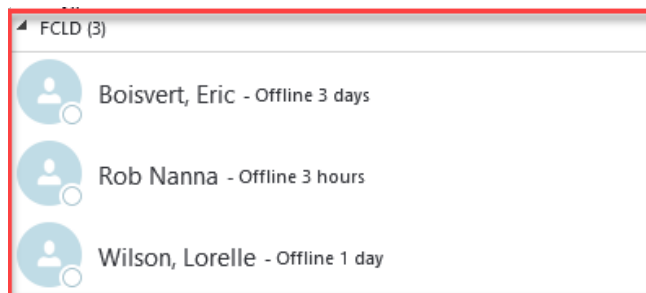 FCLD (3)
Boisvert, Eric - Offline 3 days
Rob Nanna - Offline 3 hours
Wilson, Lorelle - Offline 1 day